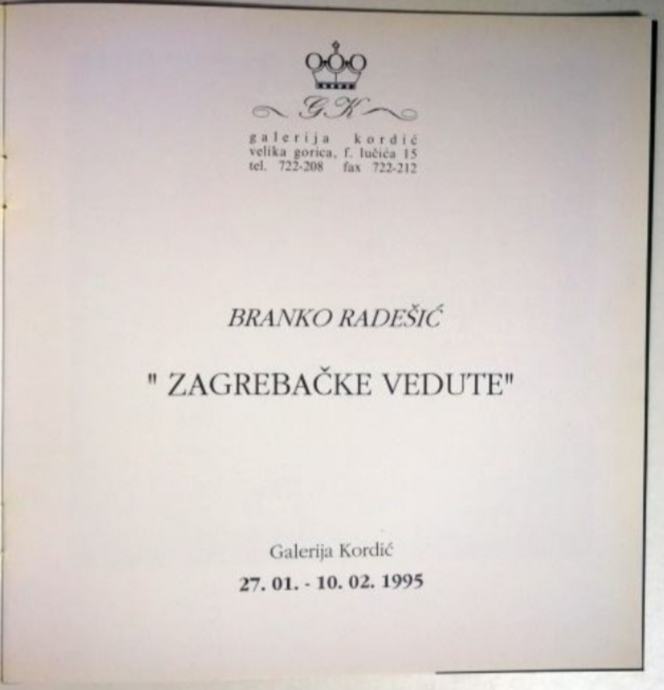 GK
galerija kordić
velika gorica, f. lučića 15
tel. 722-208 fax 722-212
BRANKO RADEŠIĆ
" ZAGREBAČKE VEDUTE"
Galerija Kordić
27. 01. - 10. 02. 1995